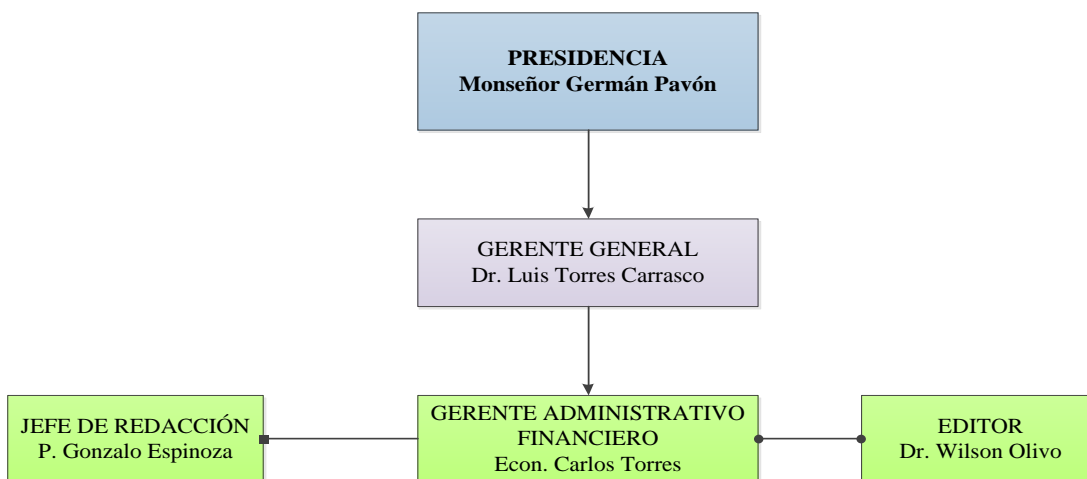 PRESIDENCIA
Monseñor Germán Pavón
GERENTE GENERAL
Dr. Luis Torres Carrasco
JEFE DE REDACCIÓN
P. Gonzalo Espinoza
GERENTE ADMINISTRATIVO
FINANCIERO
Econ. Carlos Torres
EDITOR
Dr. Wilson Olivo